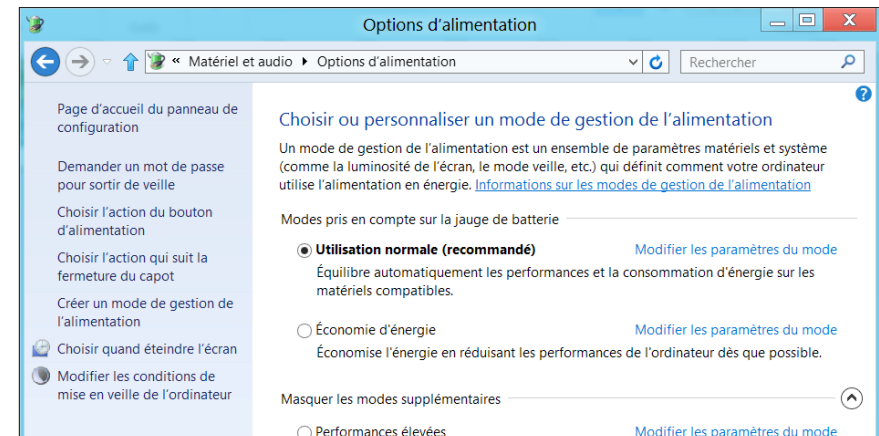 Options d'alimentation
« Matériel et audio ▸ Options d'alimentation
Rechercher
Page d'accueil du panneau de
configuration
Demander un mot de passe
pour sortir de veille
Choisir l'action du bouton
d'alimentation
Choisir l'action qui suit la
fermeture du capot
Créer un mode de gestion de
l'alimentation
Choisir quand éteindre l'écran
Modifier les conditions de
mise en veille de l'ordinateur
Choisir ou personnaliser un mode de gestion de l'alimentation
Un mode de gestion de l'alimentation est un ensemble de paramètres matériels et système
(comme la luminosité de l'écran, le mode veille, etc.) qui définit comment votre ordinateur
utilise l'alimentation en énergie. Informations sur les modes de gestion de l'alimentation
Modes pris en compte sur la jauge de batterie
Utilisation normale (recommandé) Modifier les paramètres du mode
Équilibre automatiquement les performances et la consommation d'énergie sur les
matériels compatibles.
Économie d'énergie Modifier les paramètres du mode
Économise l'énergie en réduisant les performances de l'ordinateur dès que possible.
Masquer les modes supplémentaires
Performances élevées Modifier les paramètres du mode